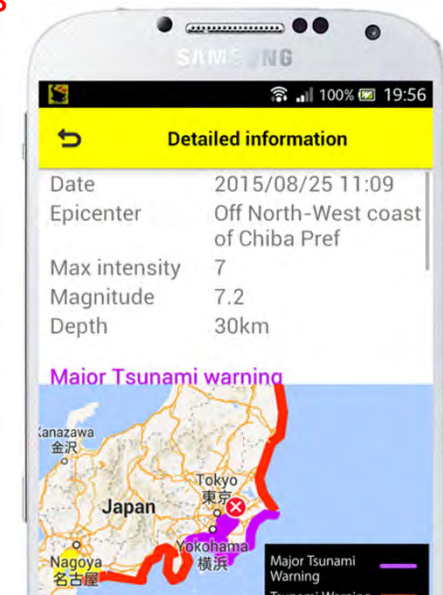 SAMSUNG
100% 19:56
Detailed information
Date 2015/08/25 11:09
Epicenter Off North-West coast
of Chiba Pref
Max intensity 7
Magnitude 7.2
Depth 30km
Major Tsunami warning
Kanazawa
金沢
Tokyo
東京
Japan
Yokohama
横浜
Nagoya
名古屋
Major Tsunami
Warning
Tsunami Warning